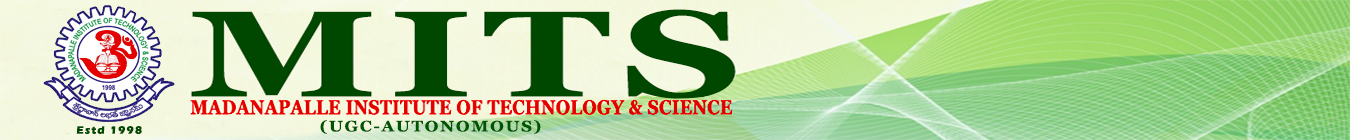 MITS
MADANAPALLE INSTITUTE OF TECHNOLOGY & SCIENCE
(UGC-AUTONOMOUS)
MADANAPALLE INSTITUTE OF TECHNOLOGY & SCIENCE
1998
Estd 1998